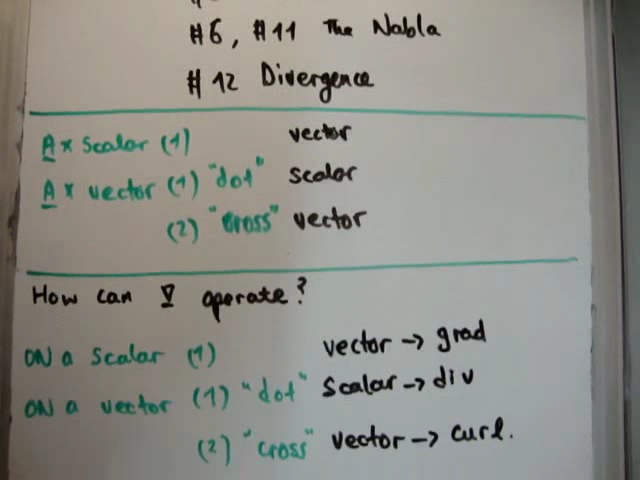 #6, #11 The Nabla
#12 Divergence
A × scalar (1) vector
A × vector (1) "dot" scalar
(2) "cross" vector
How can ∇ operate?
ON a scalar (1) vector → grad
ON a vector (1) "dot" scalar → div
(2) "cross" vector → curl.